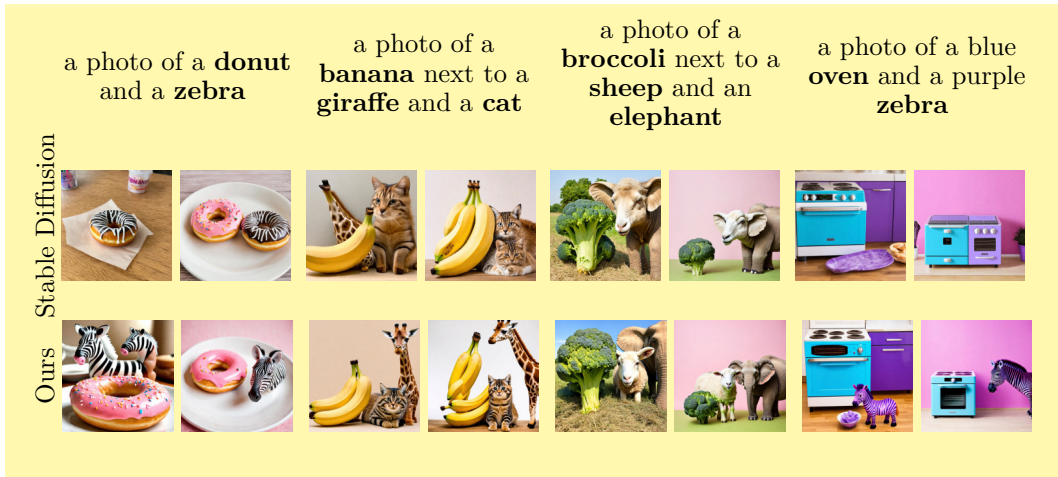 a photo of a donut
and a zebra
a photo of a
banana next to a
giraffe and a cat
a photo of a
broccoli next to a
sheep and an
elephant
a photo of a blue
oven and a purple
zebra
Stable Diffusion
Ours